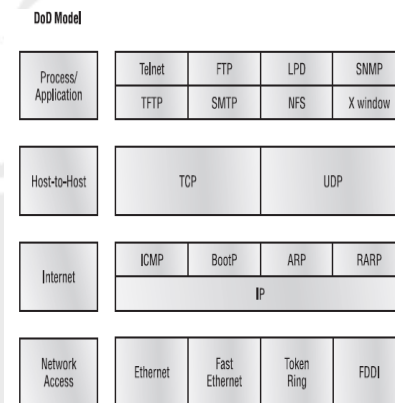 DoD Model
Process/
Application
Telnet FTP LPD SNMP
TFTP SMTP NFS X window
Host-to-Host TCP UDP
Internet
ICMP BootP ARP RARP
IP
Network
Access
Ethernet
Fast
Ethernet
Token
Ring
FDDI